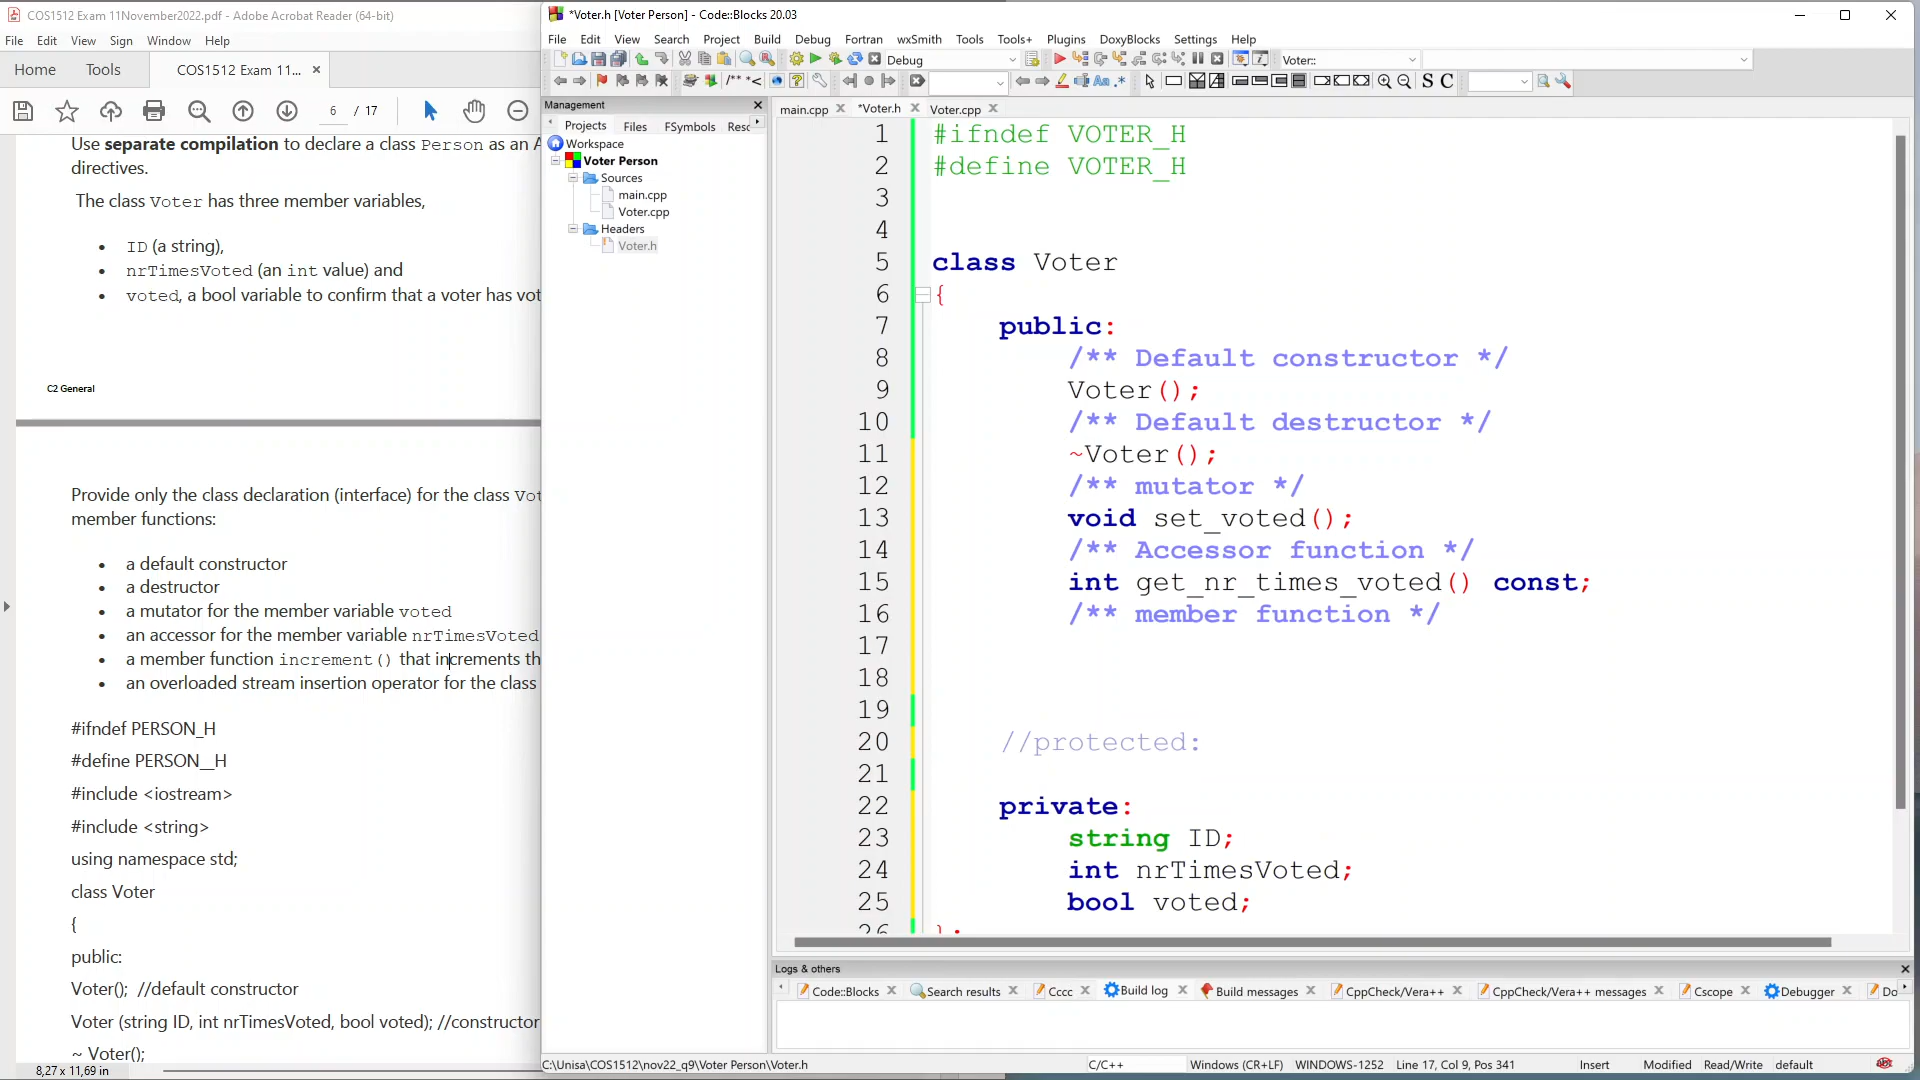 COS1512 Exam 11November2022.pdf - Adobe Acrobat Reader (64-bit)
File Edit View Sign Window Help
Home Tools COS1512 Exam 11...
6 / 17
Use separate compilation to declare a class Person as an A
directives.
The class Voter has three member variables,
• ID (a string),
• nrTimesVoted (an int value) and
• voted, a bool variable to confirm that a voter has vot
C2 General
Provide only the class declaration (interface) for the class Vot
member functions:
• a default constructor
• a destructor
• a mutator for the member variable voted
• an accessor for the member variable nrTimesVoted
• a member function increment() that increments th
• an overloaded stream insertion operator for the class
#ifndef PERSON_H
#define PERSON__H
#include <iostream>
#include <string>
using namespace std;
class Voter
{
public:
Voter(); //default constructor
Voter (string ID, int nrTimesVoted, bool voted); //constructor
~ Voter();
8,27 x 11,69 in
*Voter.h [Voter Person] - Code::Blocks 20.03
File Edit View Search Project Build Debug Fortran wxSmith Tools Tools+ Plugins DoxyBlocks Settings Help
Debug Voter::
/** *< Aa .* S C
Management
Projects Files FSymbols Resc
Workspace
Voter Person
Sources
main.cpp
Voter.cpp
Headers
Voter.h
main.cpp *Voter.h Voter.cpp
1 #ifndef VOTER_H
2 #define VOTER_H
3
4
5 class Voter
6 {
7 public:
8 /** Default constructor */
9 Voter();
10 /** Default destructor */
11 ~Voter();
12 /** mutator */
13 void set_voted();
14 /** Accessor function */
15 int get_nr_times_voted() const;
16 /** member function */
17
18
19
20 //protected:
21
22 private:
23 string ID;
24 int nrTimesVoted;
25 bool voted;
26 };
Logs & others
Code::Blocks Search results Cccc Build log Build messages CppCheck/Vera++ CppCheck/Vera++ messages Cscope Debugger Do
C:\Unisa\COS1512\nov22_q9\Voter Person\Voter.h C/C++ Windows (CR+LF) WINDOWS-1252 Line 17, Col 9, Pos 341 Insert Modified Read/Write default